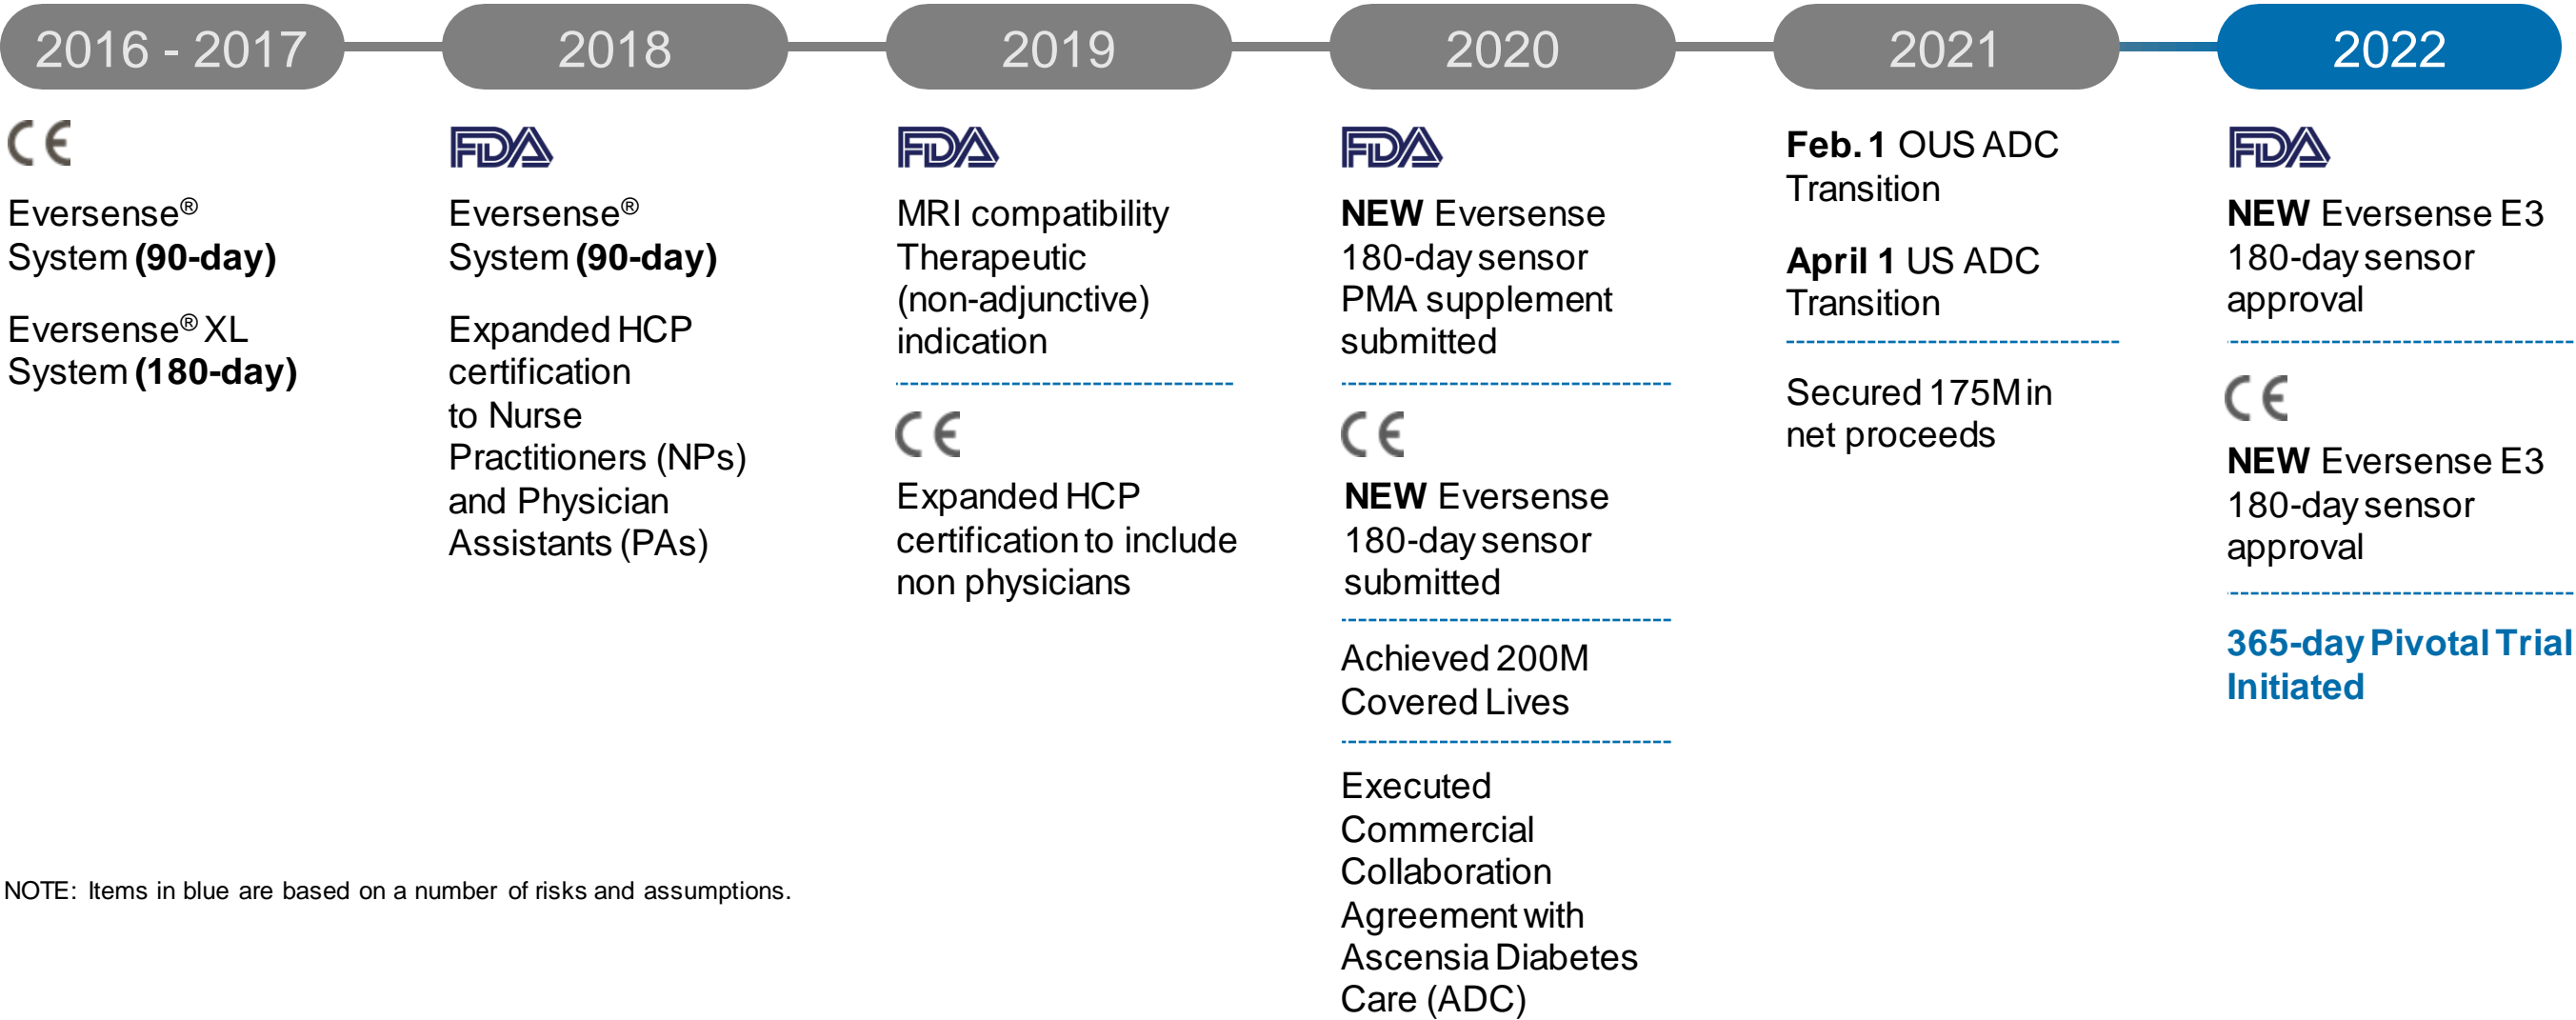 2016 - 2017
2018
2019
2020
2021
2022
CE
Eversense®
System (90-day)
Eversense® XL
System (180-day)
FDA
Eversense®
System (90-day)
Expanded HCP
certification
to Nurse
Practitioners (NPs)
and Physician
Assistants (PAs)
FDA
MRI compatibility
Therapeutic
(non-adjunctive)
indication
CE
Expanded HCP
certification to include
non physicians
FDA
NEW Eversense
180-day sensor
PMA supplement
submitted
CE
NEW Eversense
180-day sensor
submitted
Achieved 200M
Covered Lives
Executed
Commercial
Collaboration
Agreement with
Ascensia Diabetes
Care (ADC)
Feb. 1 OUS ADC
Transition
April 1 US ADC
Transition
Secured 175M in
net proceeds
FDA
NEW Eversense E3
180-day sensor
approval
CE
NEW Eversense E3
180-day sensor
approval
365-day Pivotal Trial
Initiated
NOTE: Items in blue are based on a number of risks and assumptions.